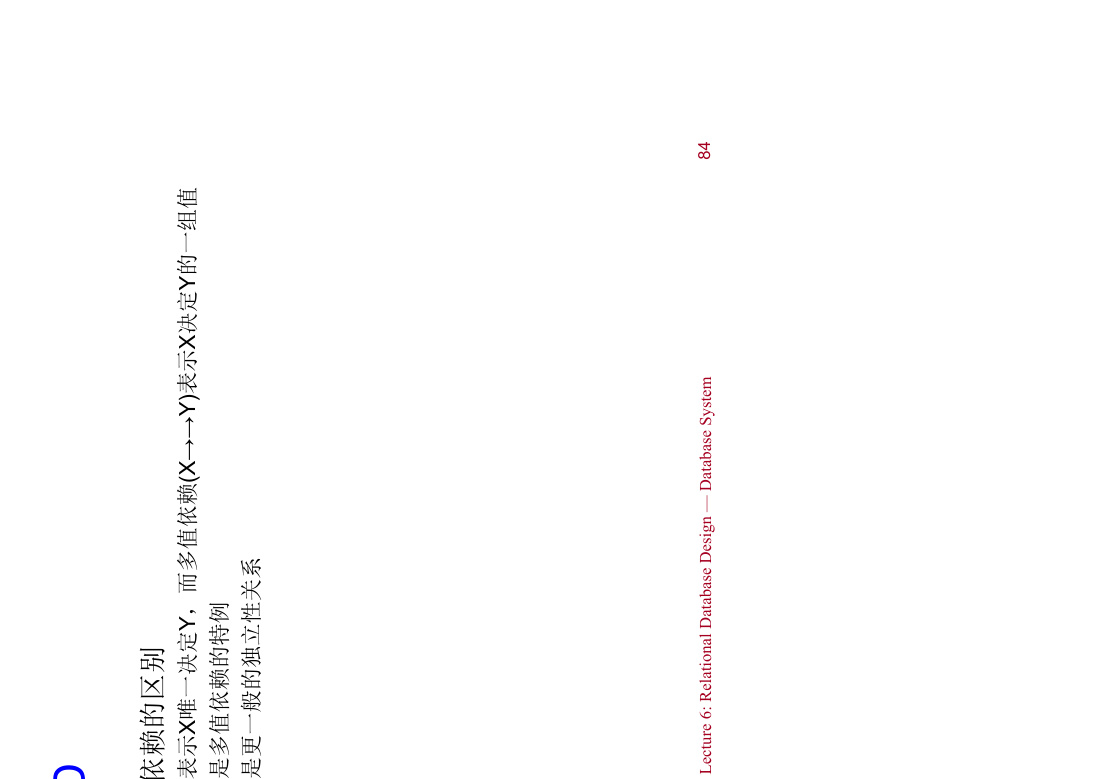 依赖的区别
表示X唯一决定Y，而多值依赖(X→→Y)表示X决定Y的一组值
是多值依赖的特例
是更一般的独立性关系
Lecture 6: Relational Database Design — Database System
84